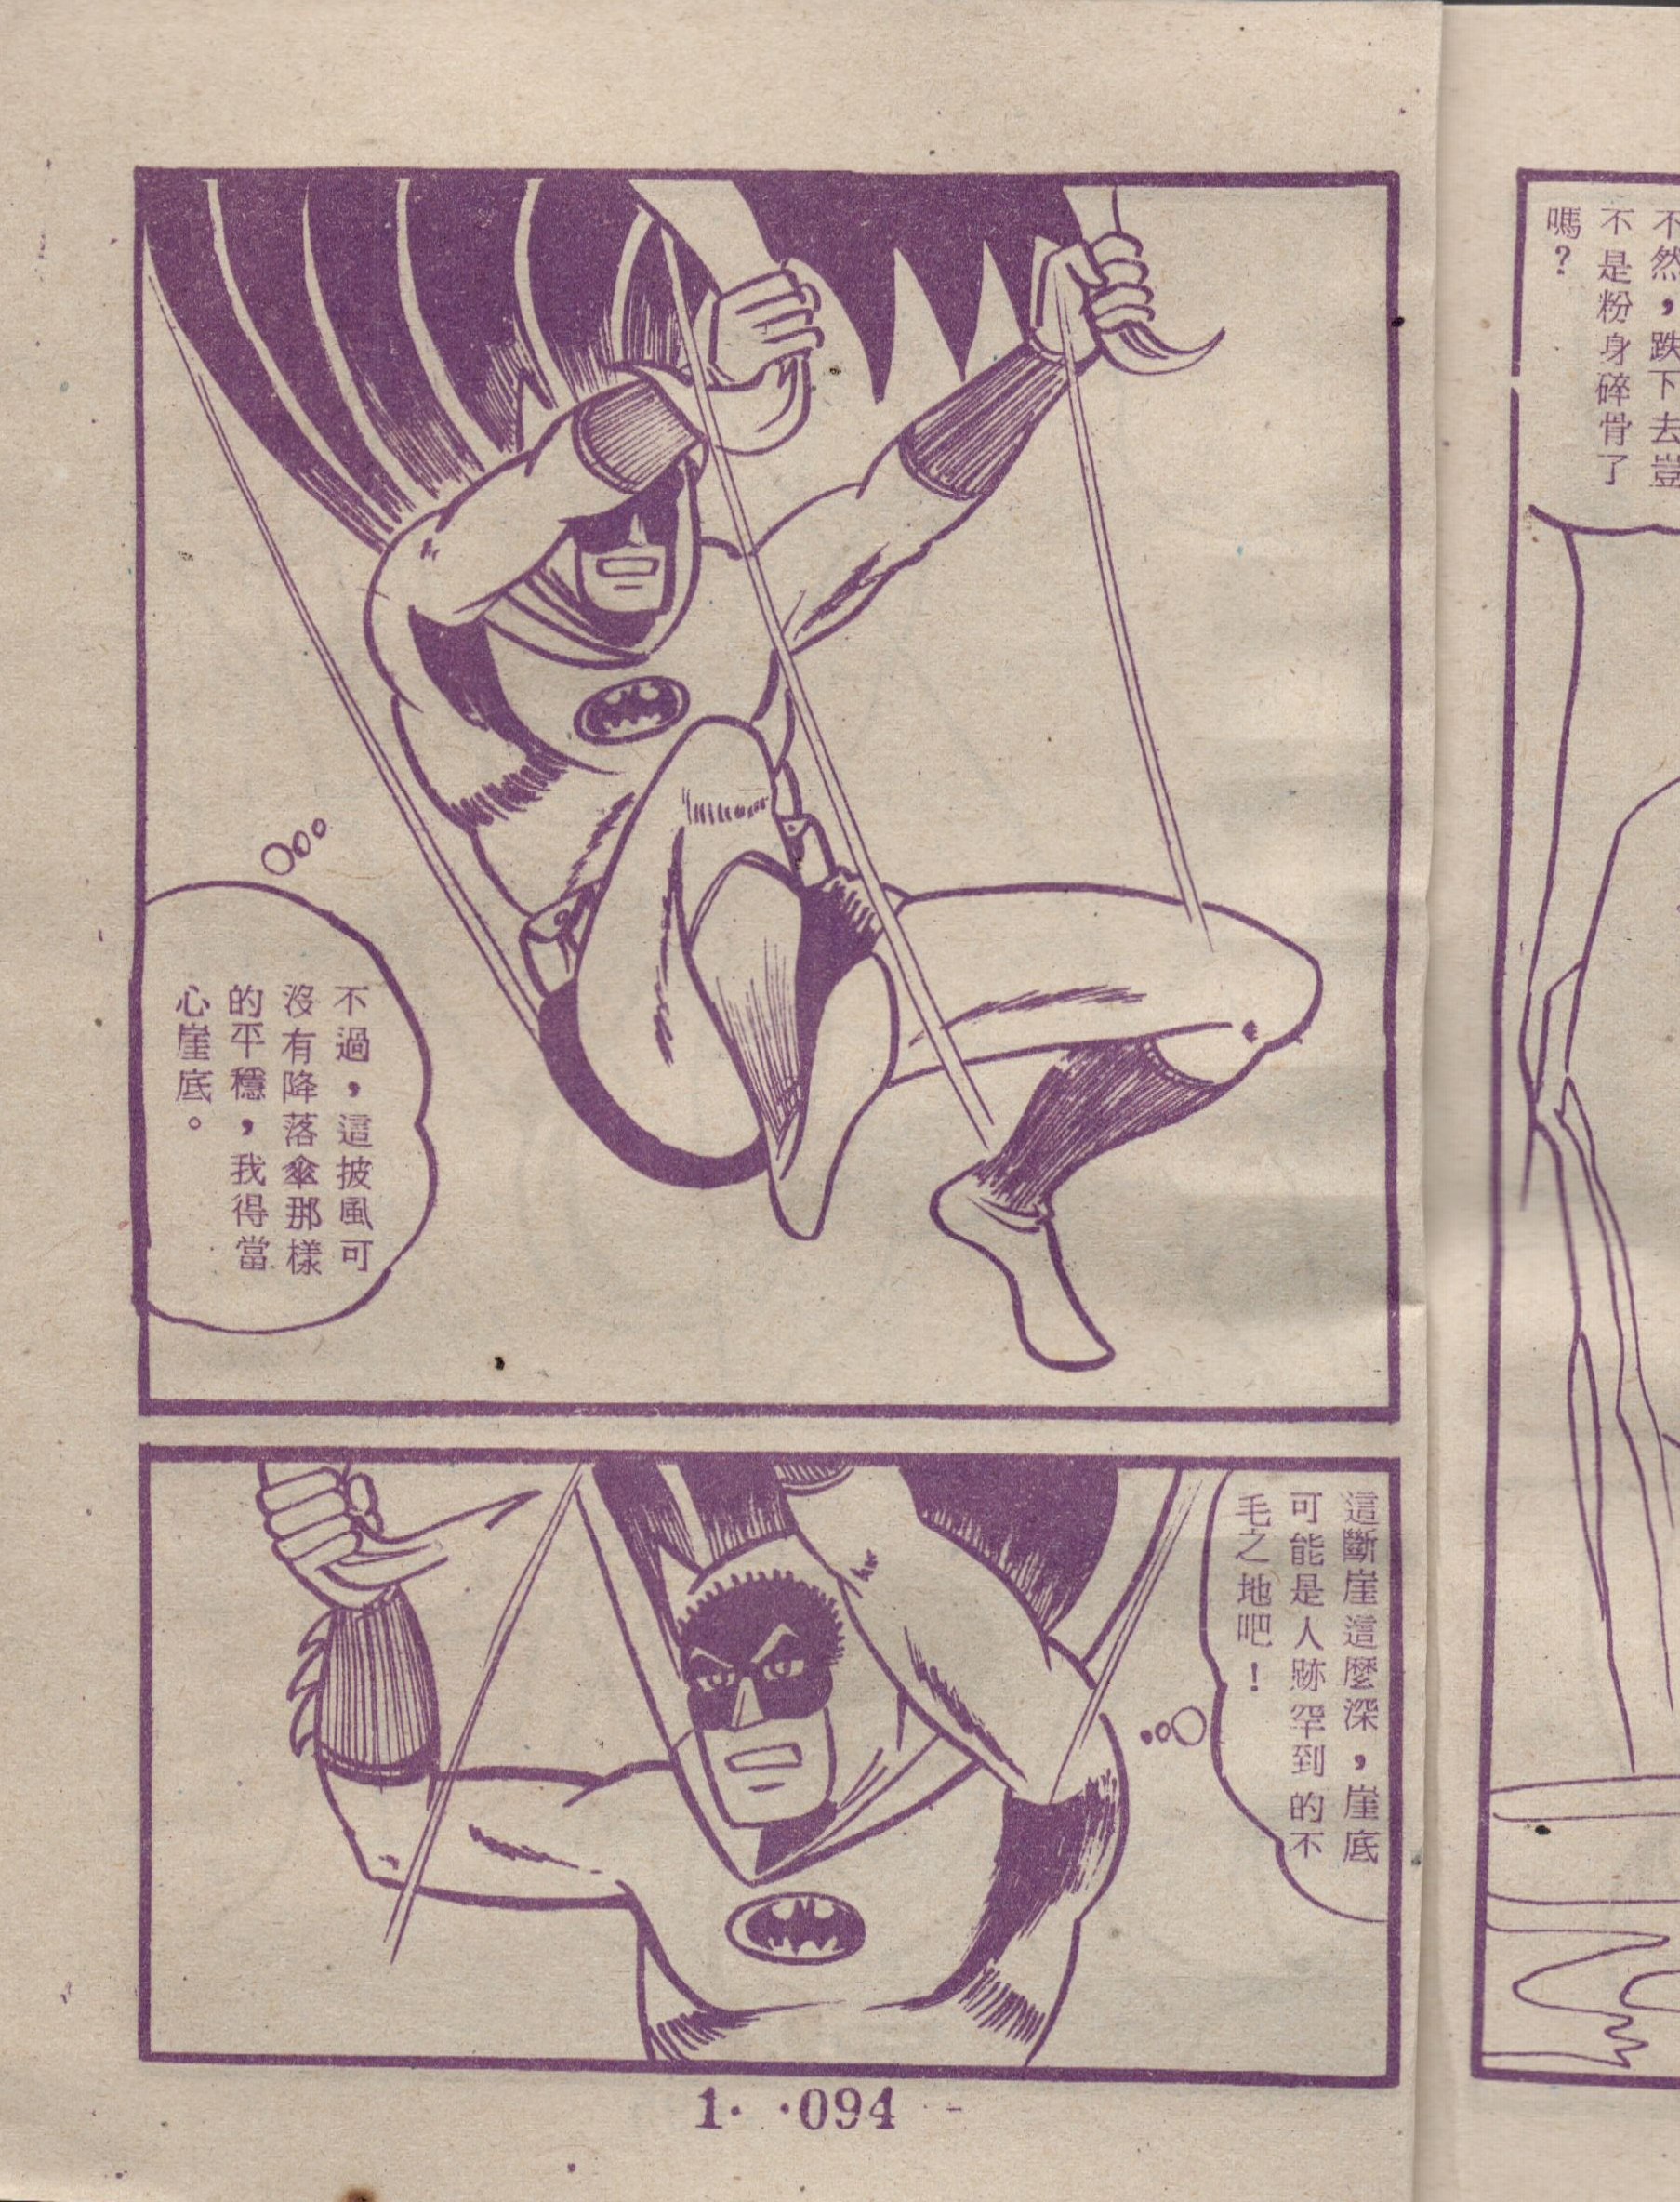 不過，這披風可
沒有降落傘那樣
的平穩，我得當
心崖底。
這斷崖這麼深，崖底
可能是人跡罕到的不
毛之地吧！
1··094-
不然，跌下去豈
不是粉身碎骨了
嗎？